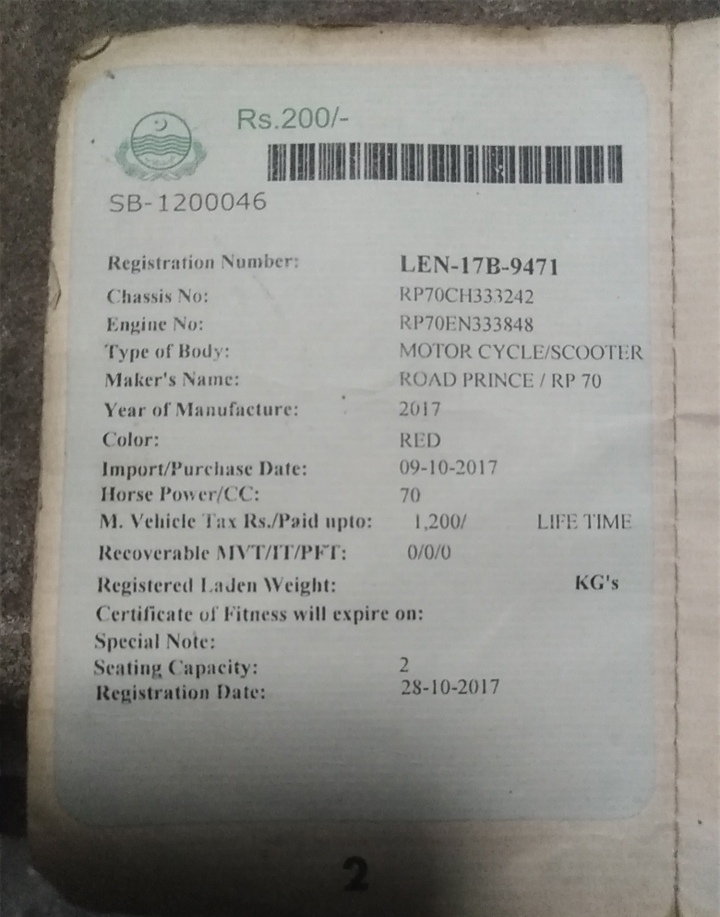 Rs.200/-
SB-1200046
Registration Number: LEN-17B-9471
Chassis No: RP70CH333242
Engine No: RP70EN333848
Type of Body: MOTOR CYCLE/SCOOTER
Maker's Name: ROAD PRINCE / RP 70
Year of Manufacture: 2017
Color: RED
Import/Purchase Date: 09-10-2017
Horse Power/CC: 70
M. Vehicle Tax Rs./Paid upto: 1,200/ LIFE TIME
Recoverable MVT/IT/PFT: 0/0/0
Registered Laden Weight: KG's
Certificate of Fitness will expire on:
Special Note:
Seating Capacity: 2
Registration Date: 28-10-2017
2